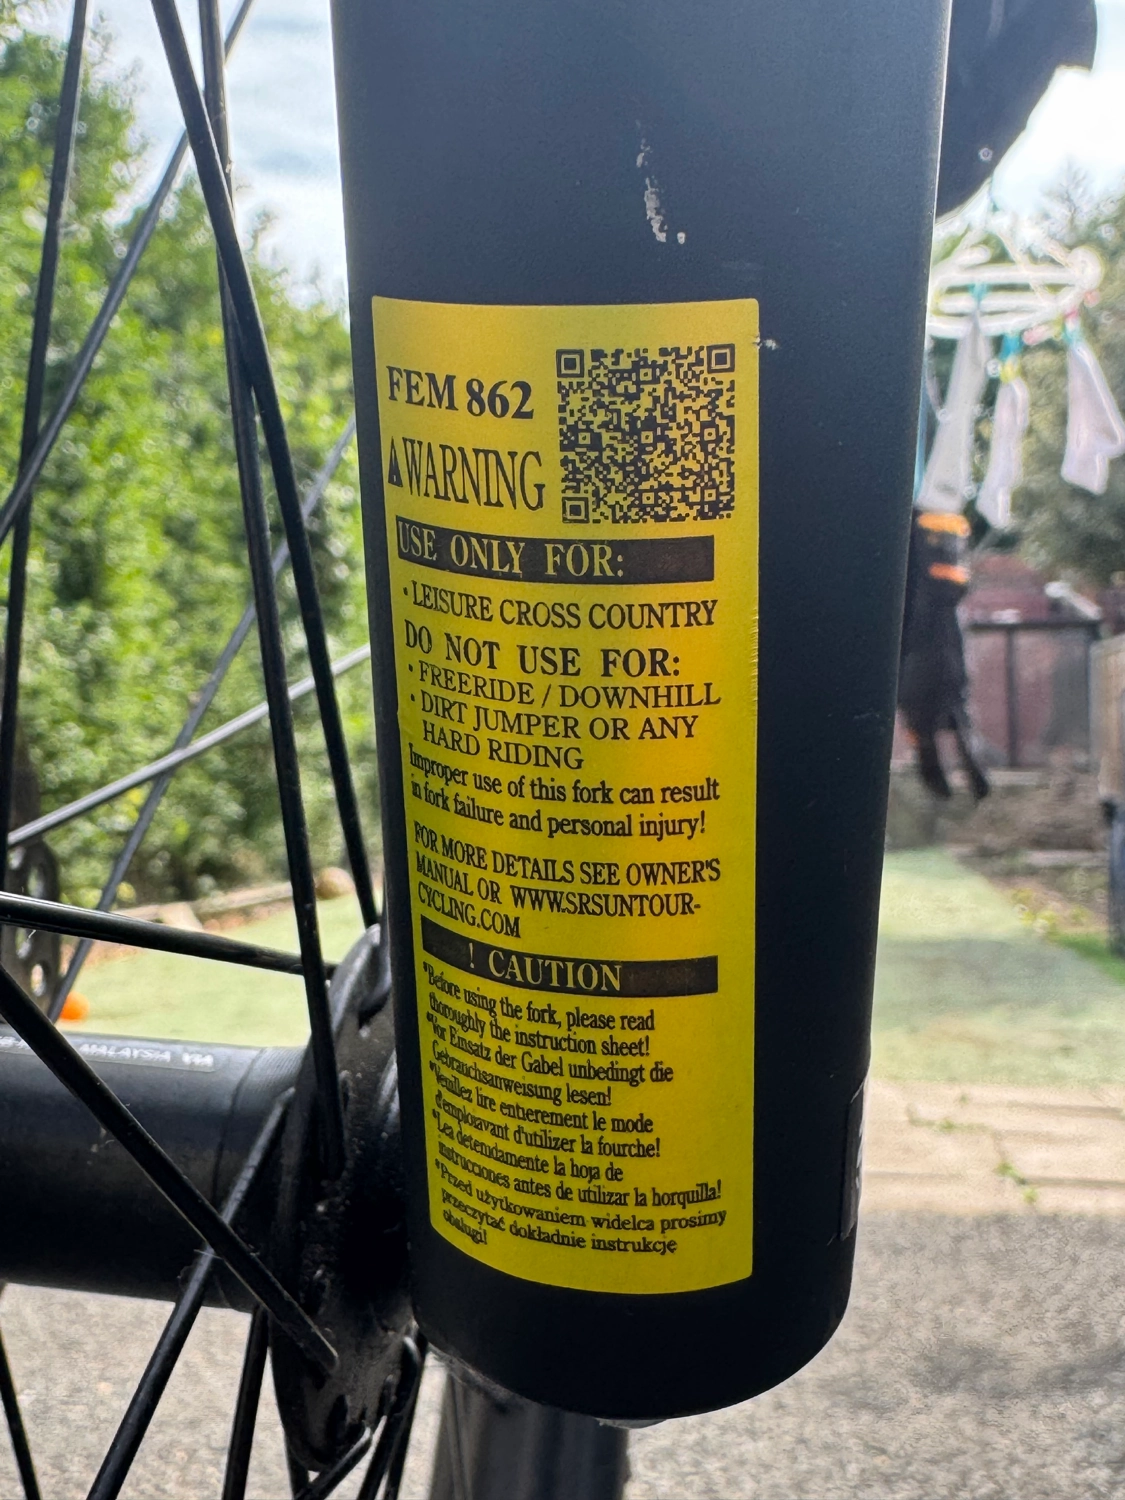 FEM 862
WARNING
USE ONLY FOR:
• LEISURE CROSS COUNTRY
DO NOT USE FOR:
• FREERIDE / DOWNHILL
• DIRT JUMPER OR ANY
HARD RIDING
Improper use of this fork can result
in fork failure and personal injury!
FOR MORE DETAILS SEE OWNER'S
MANUAL OR WWW.SRSUNTOUR-
CYCLING.COM
! CAUTION
*Before using the fork, please read
thoroughly the instruction sheet!
*Vor Einsatz der Gabel unbedingt die
Gebrauchsanweisung lesen!
*Veuillez lire entierement le mode
d'emploiavant d'utilizer la fourche!
*Lea detemdamente la hoja de
instrucciones antes de utilizar la horquilla!
*Przed użytkowaniem widelca prosimy
przeczytać dokładnie instrukcję
obsługi!
MALAYSIA